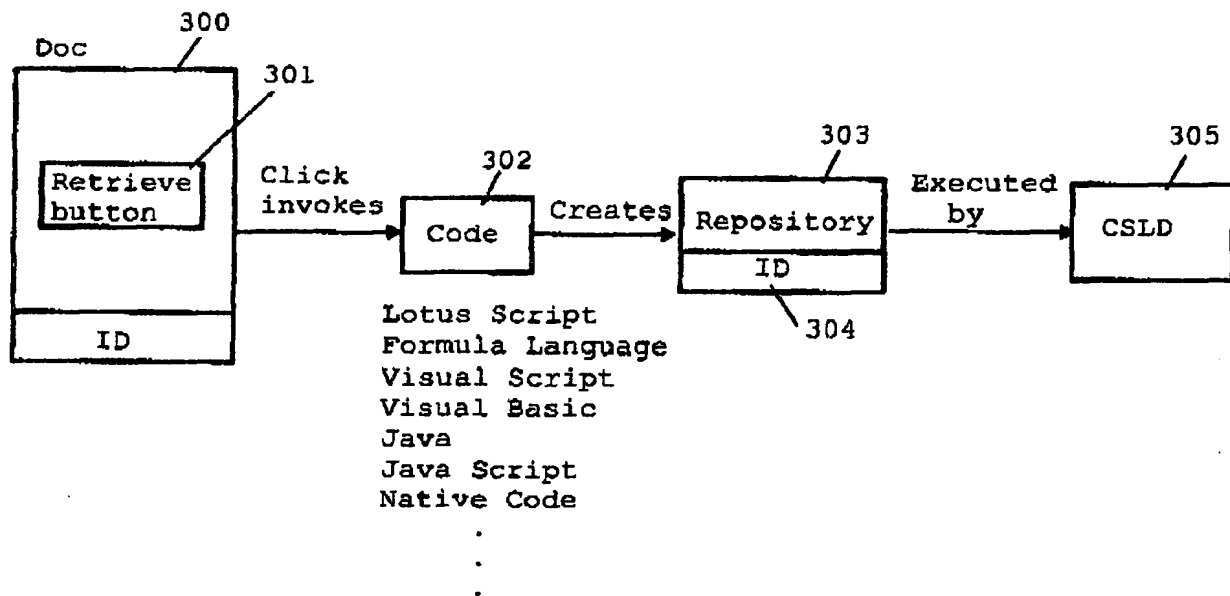 Doc
300
301
Retrieve
button
ID
Click
invokes
302
Code
Lotus Script
Formula Language
Visual Script
Visual Basic
Java
Java Script
Native Code
.
.
.
Creates
303
Repository
ID
304
Executed
by
305
CSLD